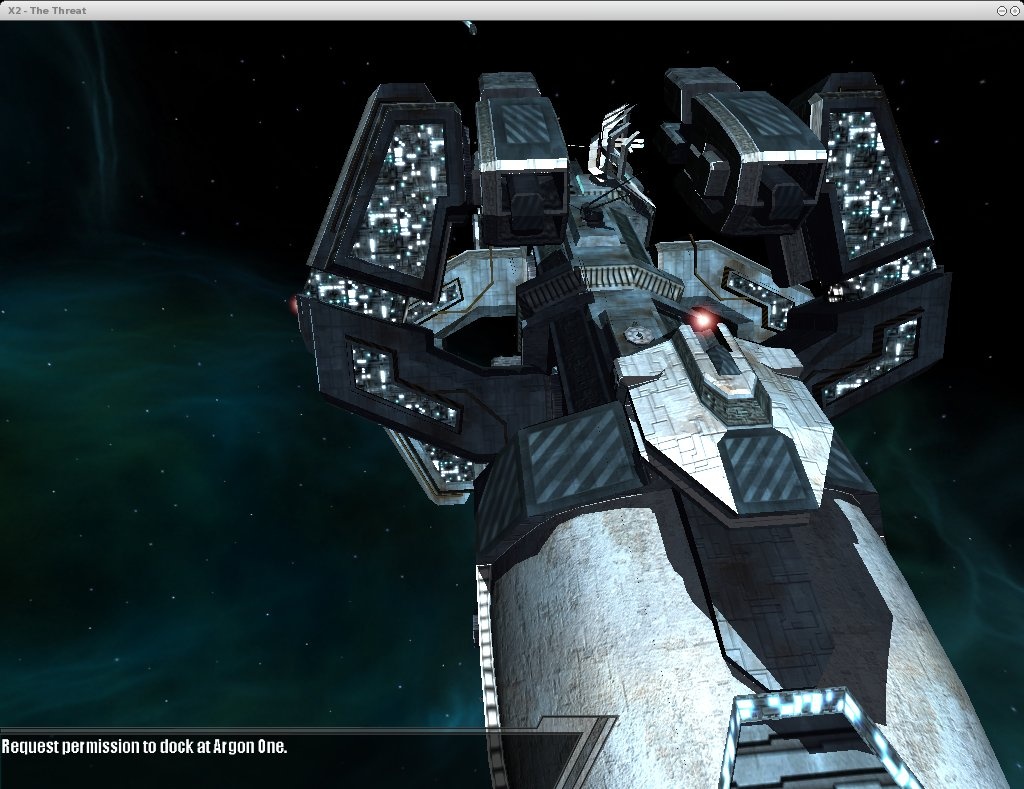 X2 - The Threat
Request permission to dock at Argon One.